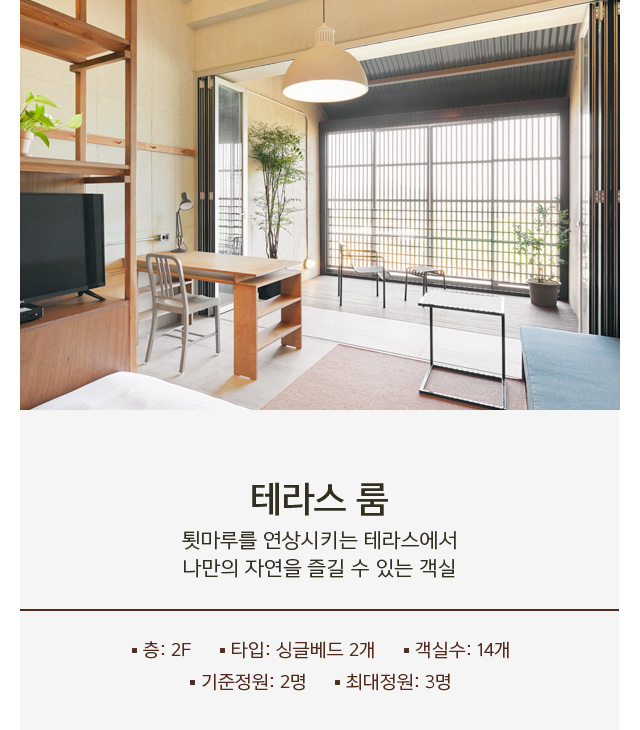 테라스 룸
툇마루를 연상시키는 테라스에서
나만의 자연을 즐길 수 있는 객실
▪ 층: 2F ▪ 타입: 싱글베드 2개 ▪ 객실수: 14개
▪ 기준정원: 2명 ▪ 최대정원: 3명